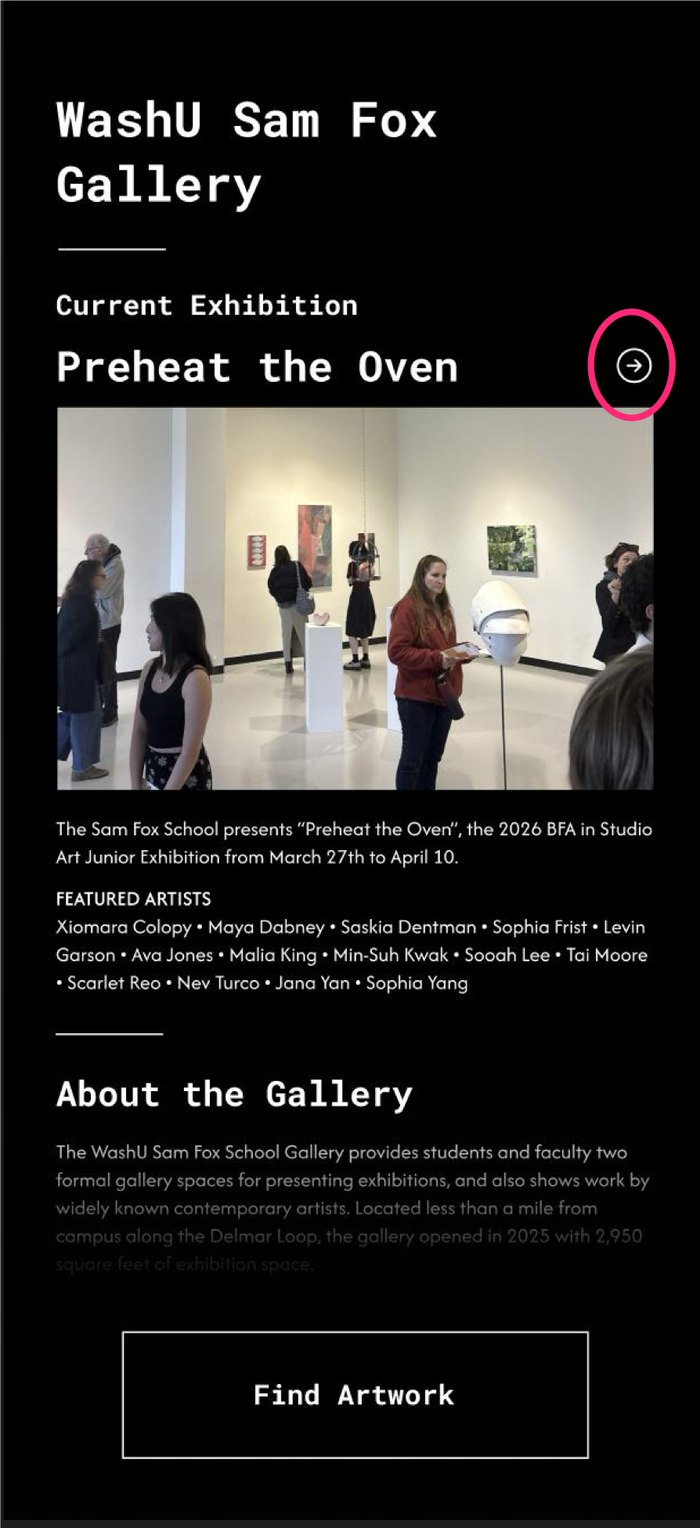 WashU Sam Fox
Gallery
Current Exhibition
Preheat the Oven
The Sam Fox School presents “Preheat the Oven”, the 2026 BFA in Studio
Art Junior Exhibition from March 27th to April 10.
FEATURED ARTISTS
Xiomara Colopy • Maya Dabney • Saskia Dentman • Sophia Frist • Levin
Garson • Ava Jones • Malia King • Min-Suh Kwak • Sooah Lee • Tai Moore
• Scarlet Reo • Nev Turco • Jana Yan • Sophia Yang
About the Gallery
The WashU Sam Fox School Gallery provides students and faculty two
formal gallery spaces for presenting exhibitions, and also shows work by
widely known contemporary artists. Located less than a mile from
campus along the Delmar Loop, the gallery opened in 2025 with 2,950
square feet of exhibition space.
Find Artwork